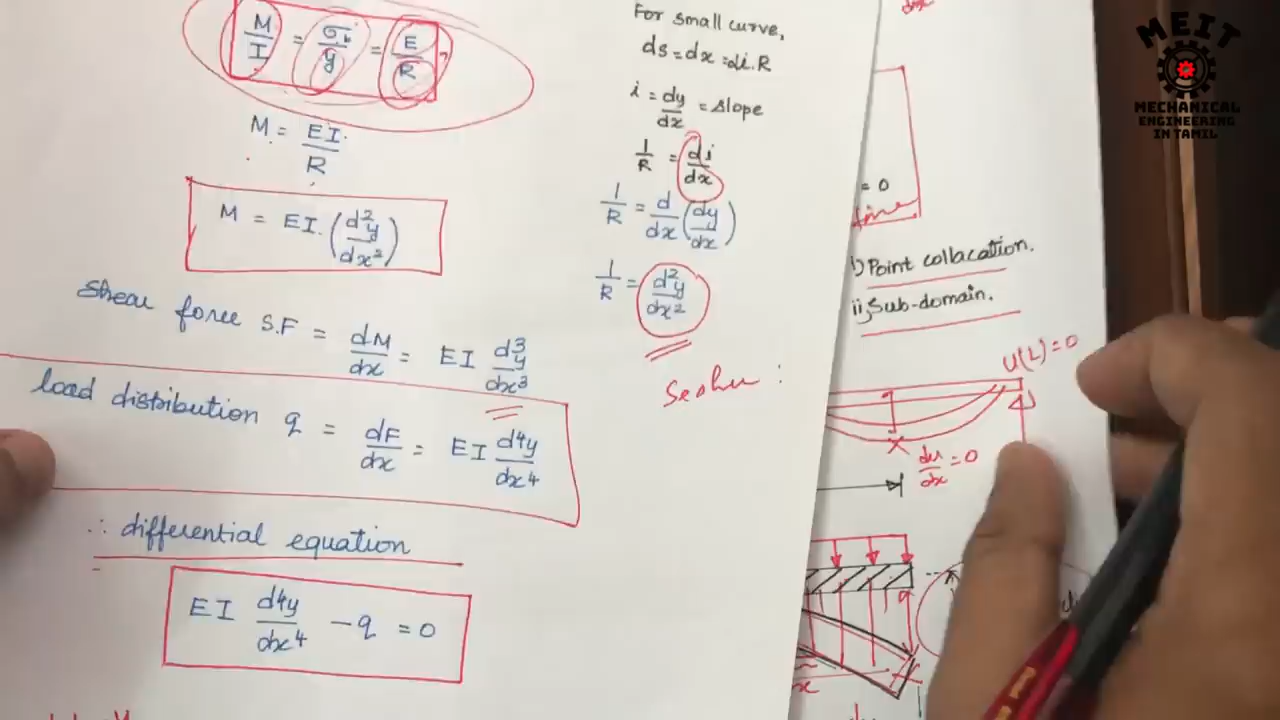 M/I = σb/y = E/R,
M = EI/R
M = EI. (d²y/dx²)
Shear force S.F = dM/dx = EI d³y/dx³
load distribution q = dF/dx = EI d⁴y/dx⁴
∴ differential equation
EI d⁴y/dx⁴ - q = 0
For small curve,
ds = dx = di.R
i = dy/dx = slope
1/R = di/dx
1/R = d/dx (dy/dx)
1/R = d²y/dx²
= 0
i) Point collacation.
ii) Sub-domain.
U(L) = 0
du/dx = 0
x
MEIT
MECHANICAL
ENGINEERING
IN TAMIL